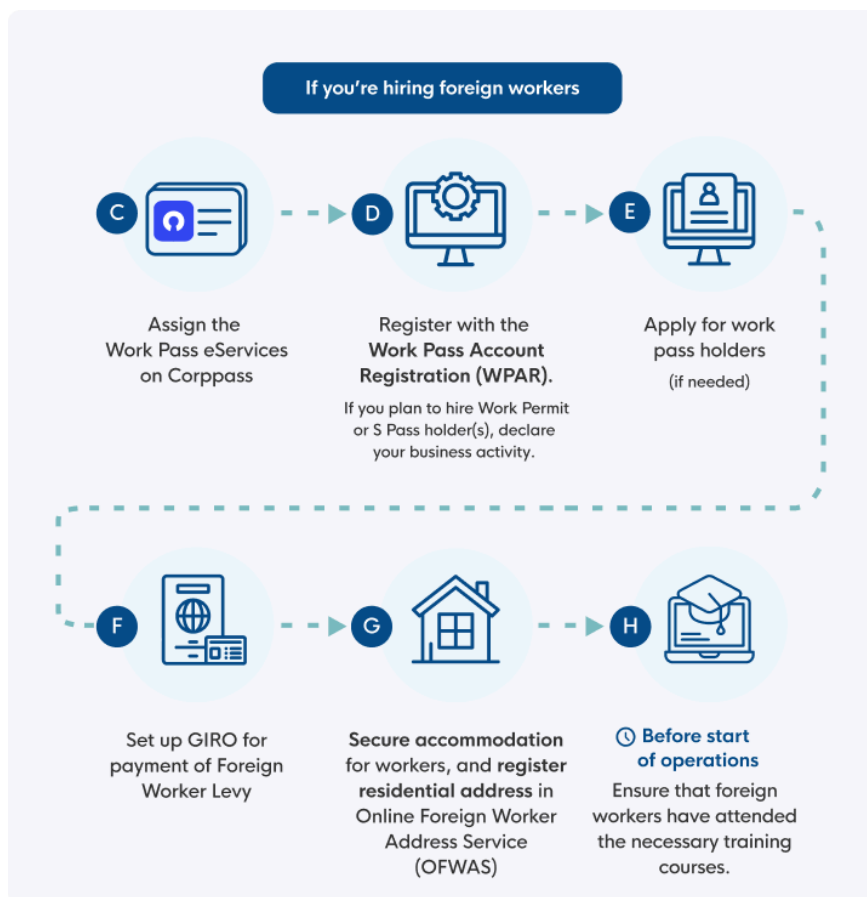 If you're hiring foreign workers
C
Assign the
Work Pass eServices
on Corppass
D
Register with the
Work Pass Account
Registration (WPAR).
If you plan to hire Work Permit
or S Pass holder(s), declare
your business activity.
E
Apply for work
pass holders
(if needed)
F
Set up GIRO for
payment of Foreign
Worker Levy
G
Secure accommodation
for workers, and register
residential address in
Online Foreign Worker
Address Service
(OFWAS)
H
Before start
of operations
Ensure that foreign
workers have attended
the necessary training
courses.